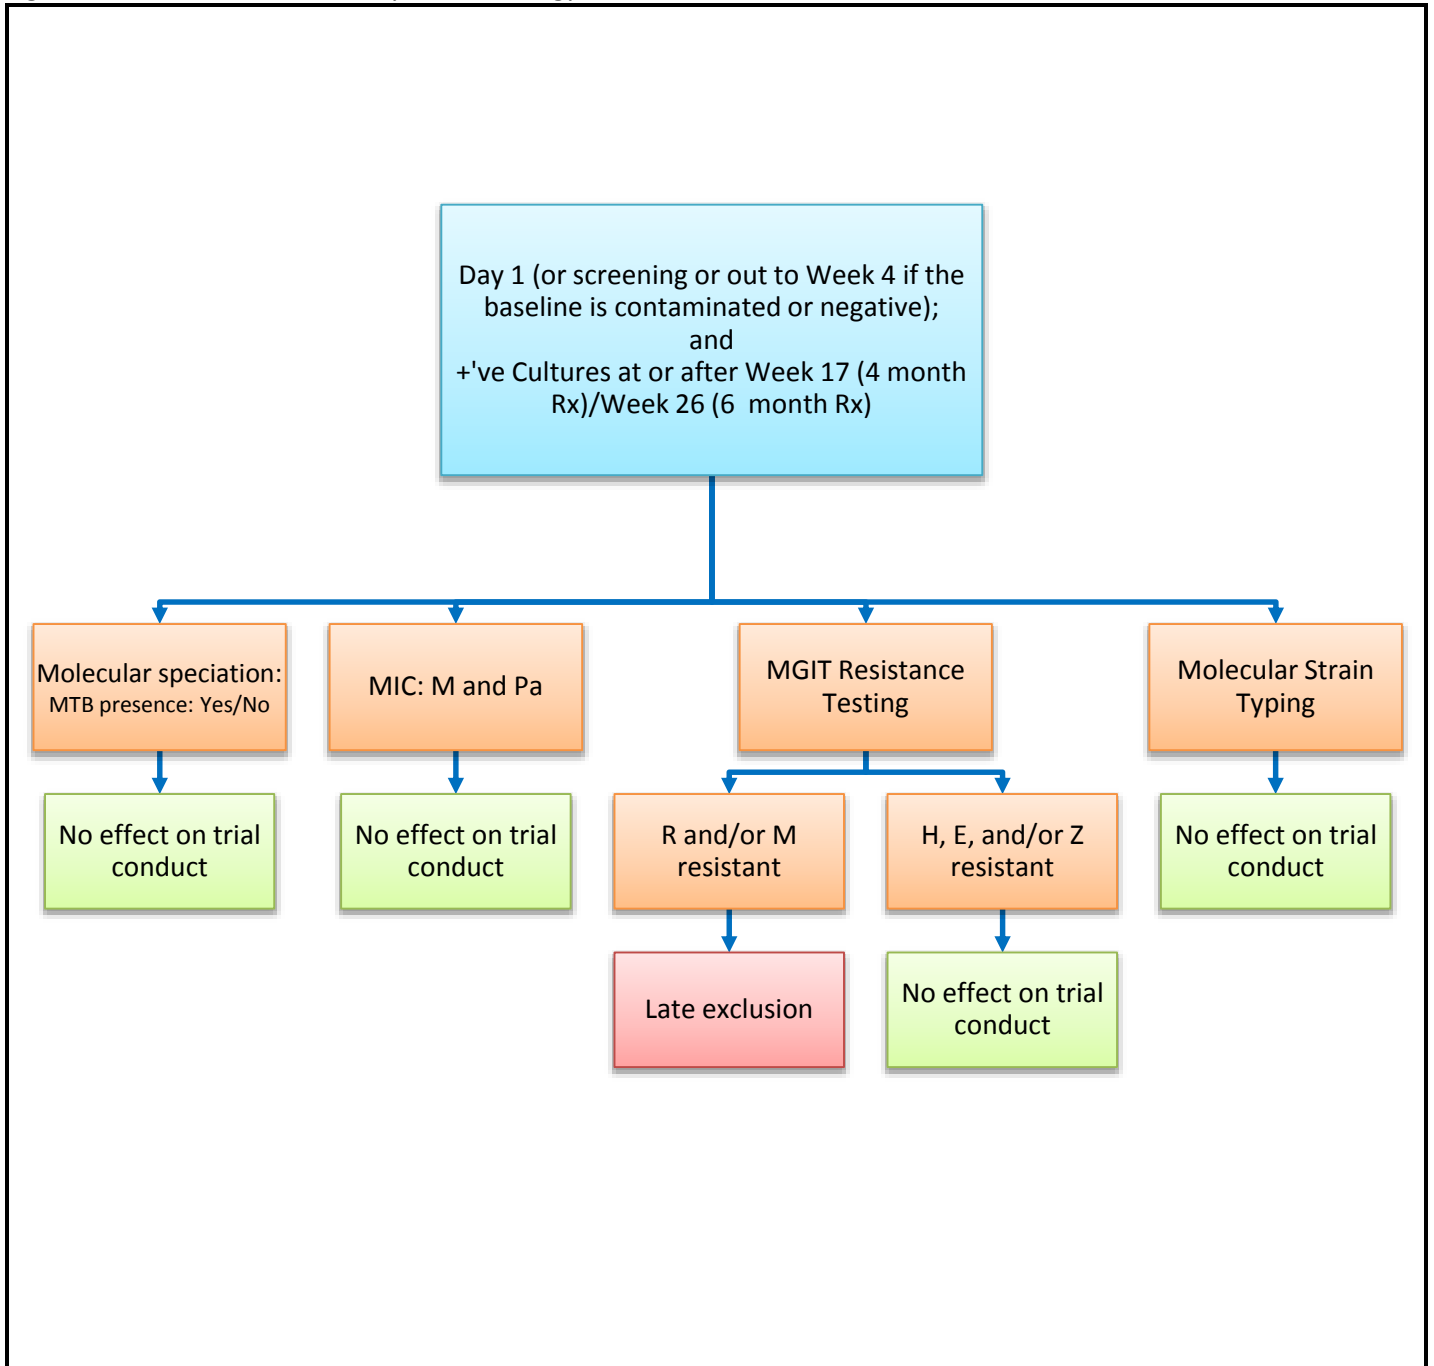 Day 1 (or screening or out to Week 4 if the
baseline is contaminated or negative);
and
+'ve Cultures at or after Week 17 (4 month
Rx)/Week 26 (6  month Rx)
Molecular speciation:
MTB presence: Yes/No
MIC: M and Pa
MGIT Resistance
Testing
Molecular Strain
Typing
No effect on trial
conduct
No effect on trial
conduct
R and/or M
resistant
H, E, and/or Z
resistant
No effect on trial
conduct
Late exclusion
No effect on trial
conduct